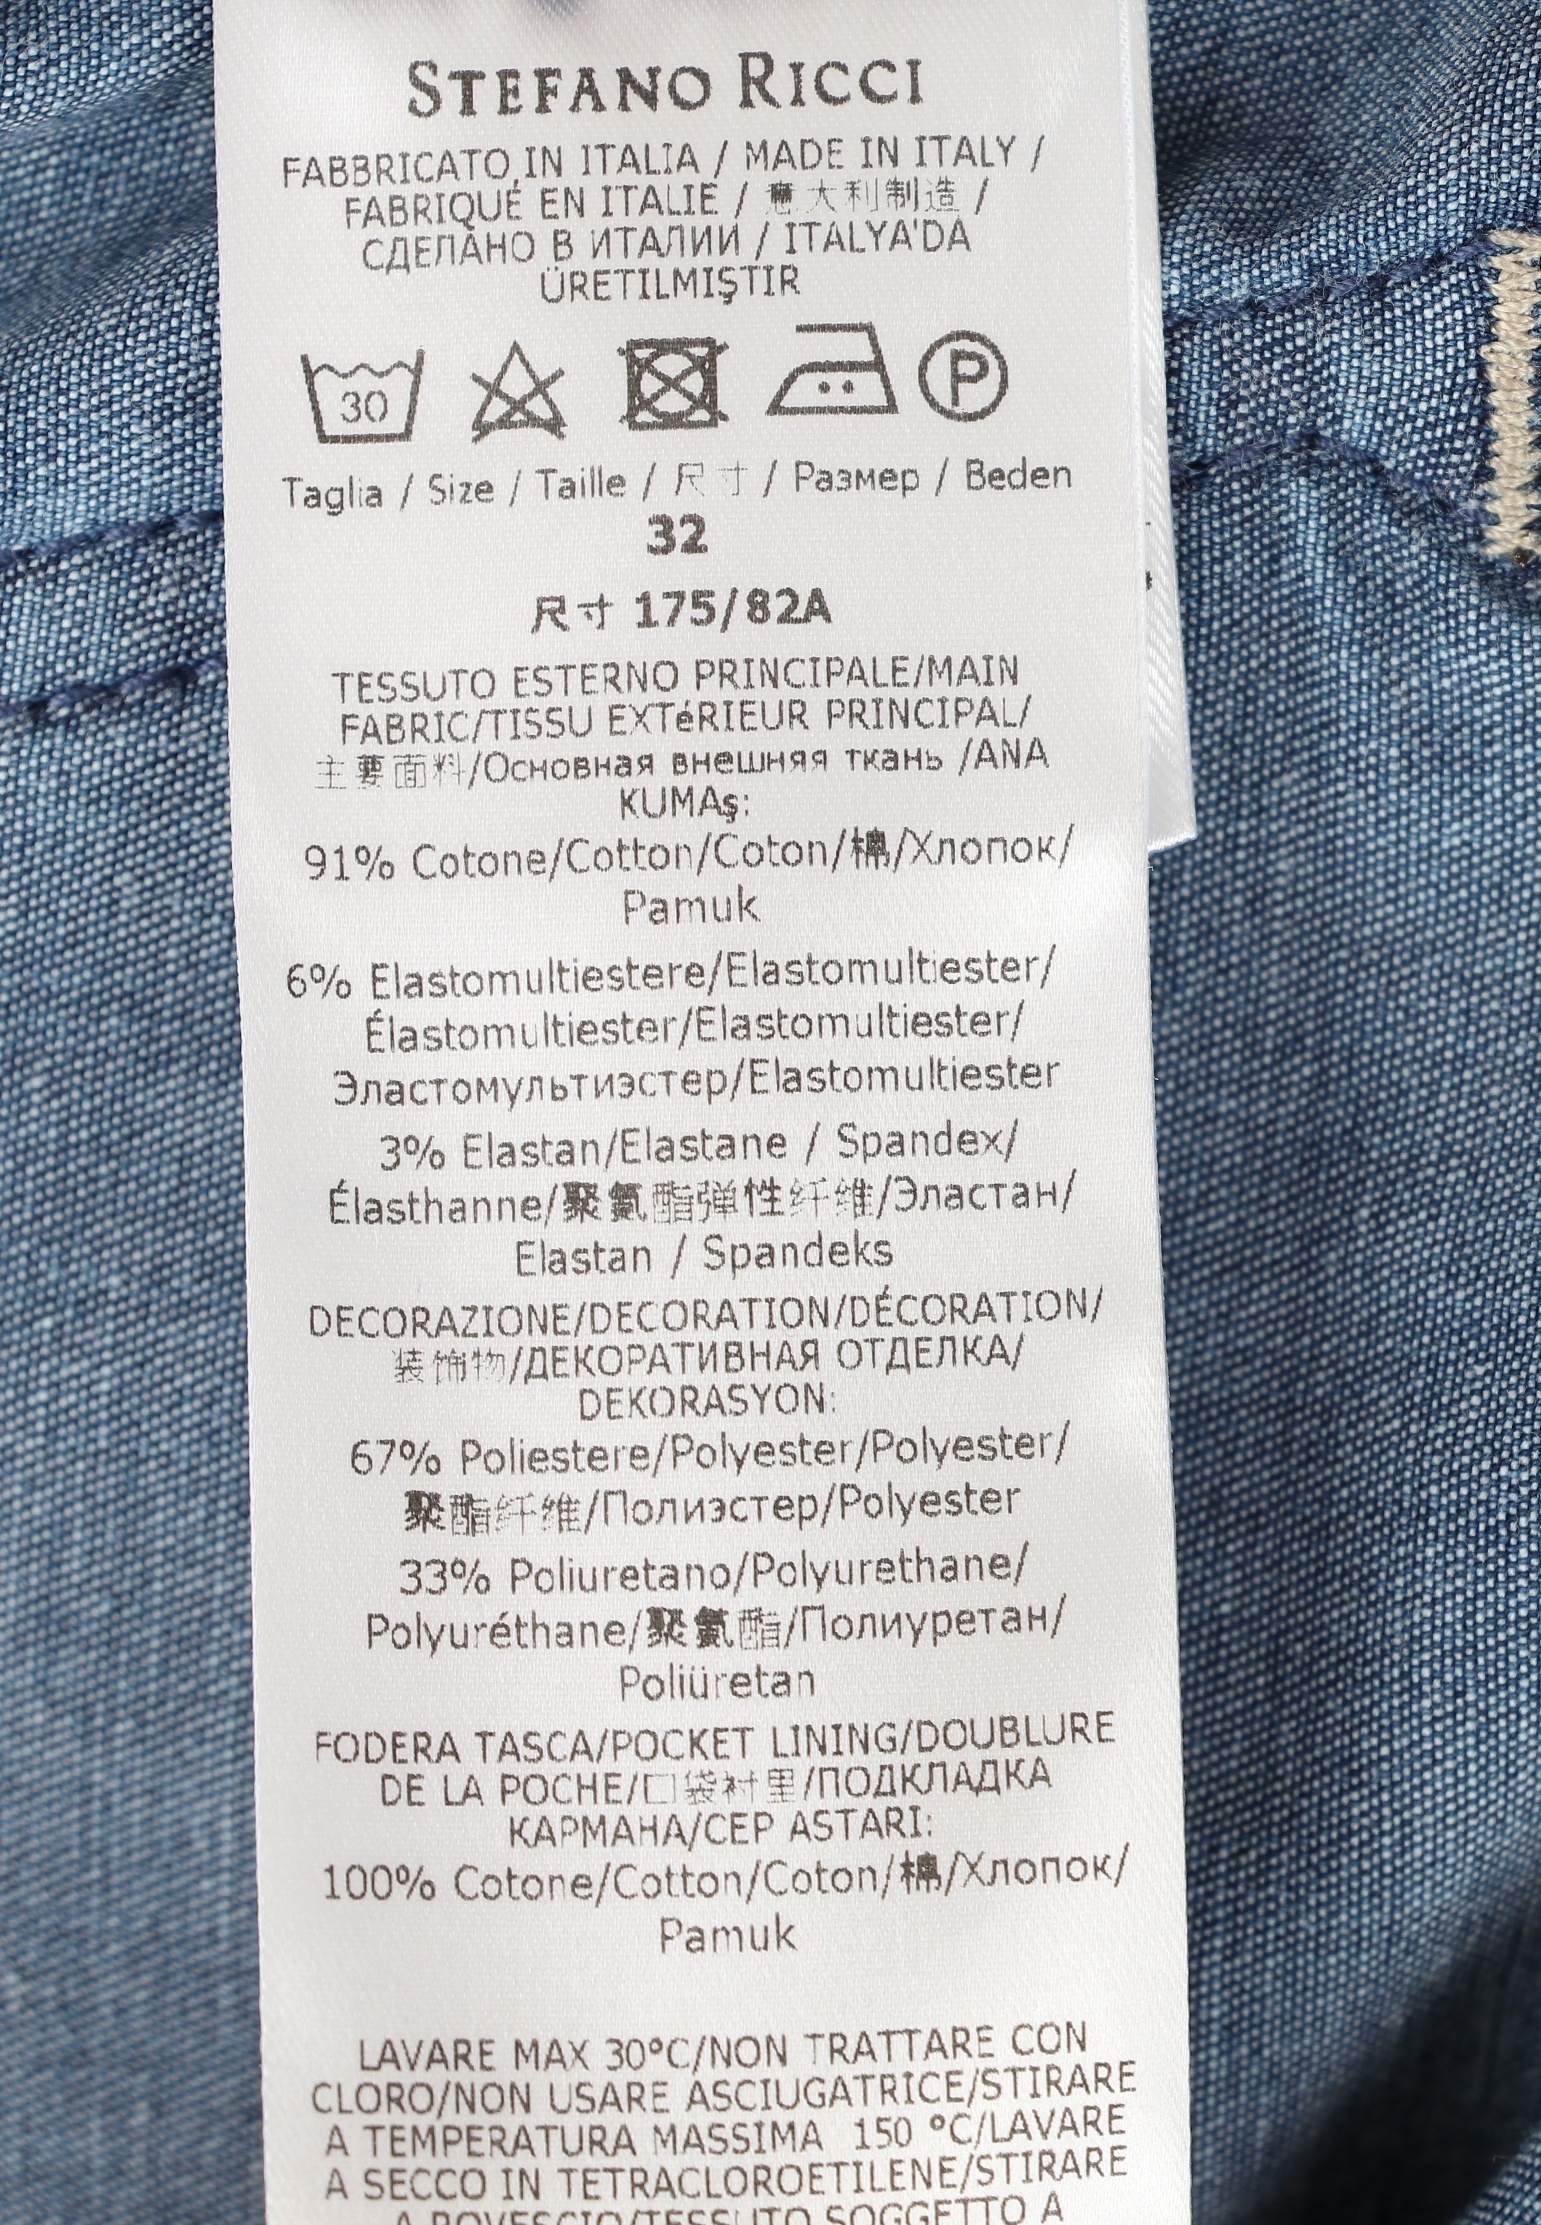 STEFANO RICCI
FABBRICATO IN ITALIA / MADE IN ITALY /
FABRIQUÉ EN ITALIE / 意大利制造 /
СДЕЛАНО В ИТАЛИИ / ITALYA'DA
ÜRETILMIŞTIR
30 P
Taglia / Size / Taille / 尺寸 / Размер / Beden
32
尺寸 175/82A
TESSUTO ESTERNO PRINCIPALE/MAIN
FABRIC/TISSU EXTéRIEUR PRINCIPAL/
主要面料/Основная внешняя ткань /ANA
KUMAş:
91% Cotone/Cotton/Coton/棉/Хлопок/
Pamuk
6% Elastomultiestere/Elastomultiester/
Élastomultiester/Elastomultiester/
Эластомультиэстер/Elastomultiester
3% Elastan/Elastane / Spandex/
Élasthanne/聚氨酯弹性纤维/Эластан/
Elastan / Spandeks
DECORAZIONE/DECORATION/DÉCORATION/
装饰物/ДЕКОРАТИВНАЯ ОТДЕЛКА/
DEKORASYON:
67% Poliestere/Polyester/Polyester/
聚酯纤维/Полиэстер/Polyester
33% Poliuretano/Polyurethane/
Polyuréthane/聚氨酯/Полиуретан/
Poliüretan
FODERA TASCA/POCKET LINING/DOUBLURE
DE LA POCHE/口袋衬里/ПОДКЛАДКА
КАРМАНА/CEP ASTARI:
100% Cotone/Cotton/Coton/棉/Хлопок/
Pamuk
LAVARE MAX 30°C/NON TRATTARE CON
CLORO/NON USARE ASCIUGATRICE/STIRARE
A TEMPERATURA MASSIMA 150 °C/LAVARE
A SECCO IN TETRACLOROETILENE/STIRARE
A ROVESCIO/TESSUTO SOGGETTO A